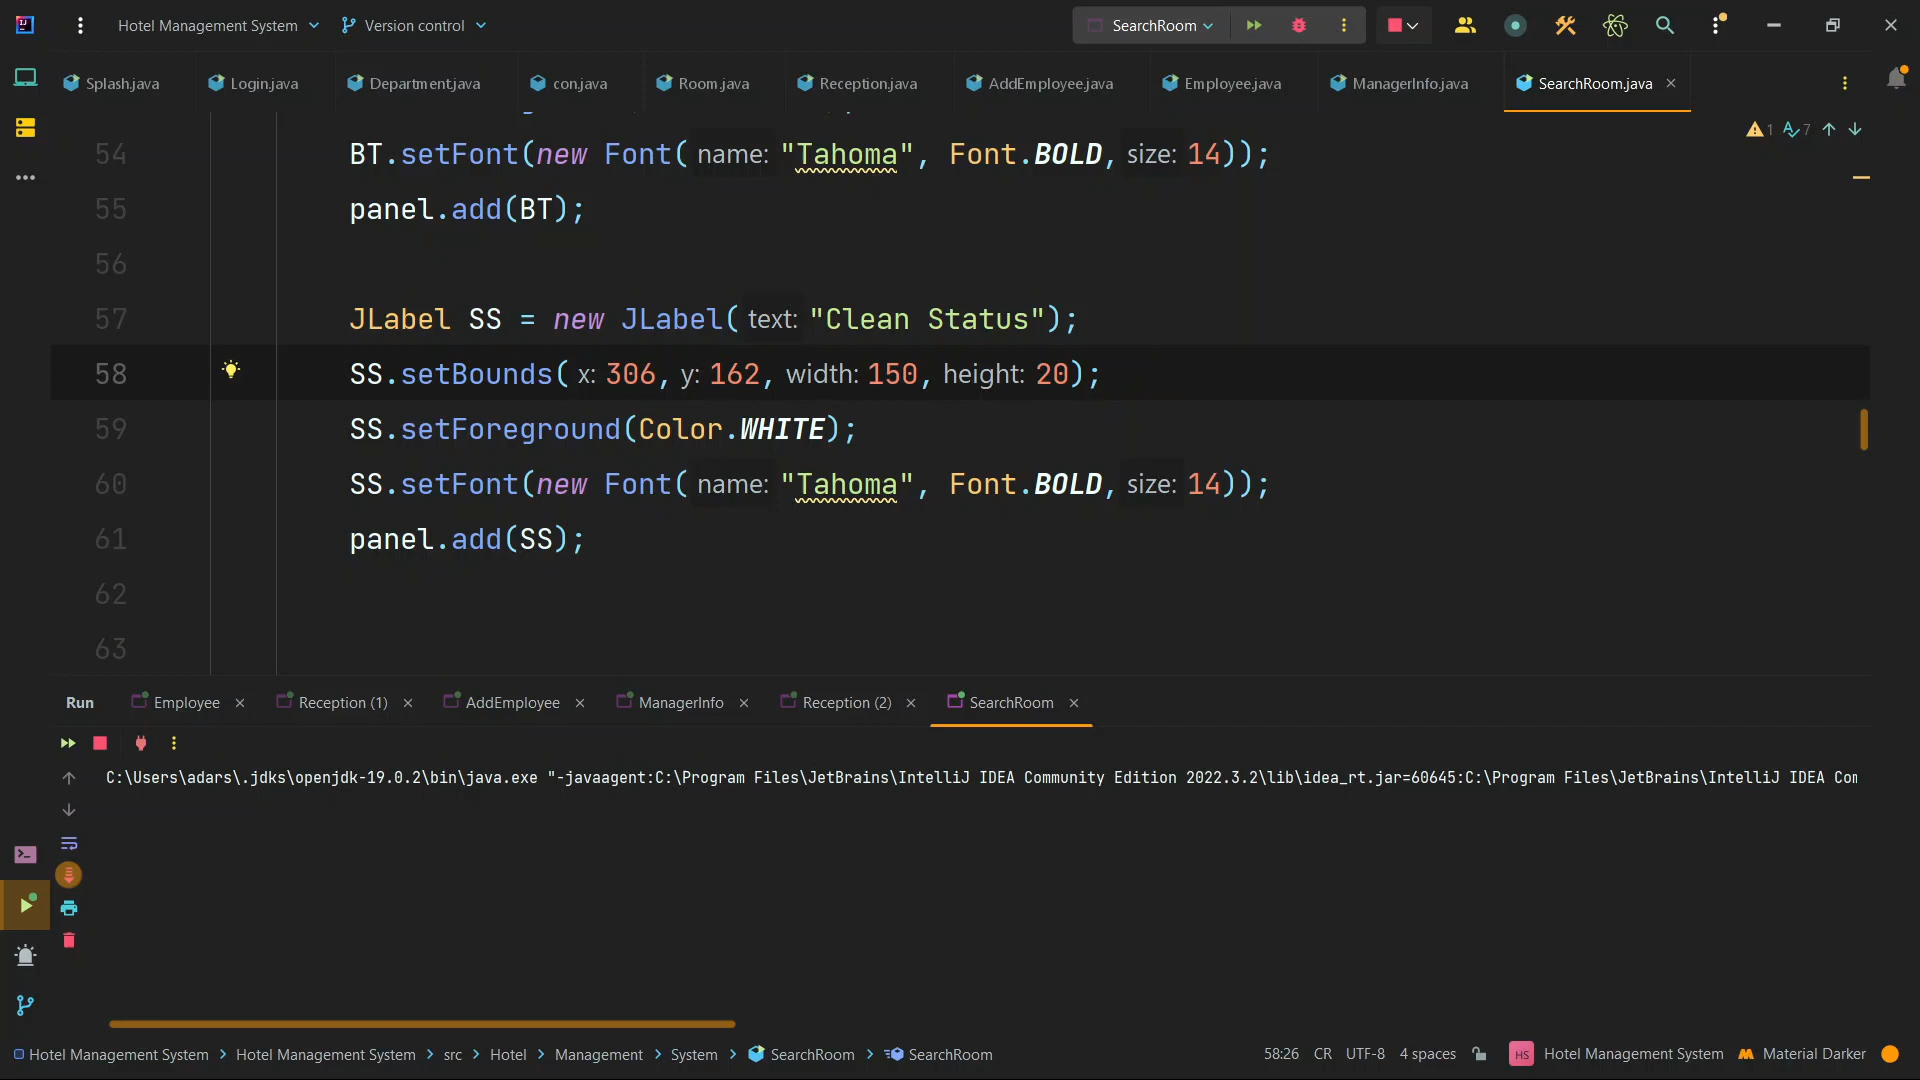 Hotel Management System Version control SearchRoom
Splash.java Login.java Department.java con.java Room.java Reception.java AddEmployee.java Employee.java ManagerInfo.java SearchRoom.java
1 7
54 BT.setFont(new Font( name: "Tahoma", Font.BOLD, size: 14));
55 panel.add(BT);
56
57 JLabel SS = new JLabel( text: "Clean Status");
58 SS.setBounds( x: 306, y: 162, width: 150, height: 20);
59 SS.setForeground(Color.WHITE);
60 SS.setFont(new Font( name: "Tahoma", Font.BOLD, size: 14));
61 panel.add(SS);
62
63
Run Employee Reception (1) AddEmployee ManagerInfo Reception (2) SearchRoom
C:\Users\adars\.jdks\openjdk-19.0.2\bin\java.exe "-javaagent:C:\Program Files\JetBrains\IntelliJ IDEA Community Edition 2022.3.2\lib\idea_rt.jar=60645:C:\Program Files\JetBrains\IntelliJ IDEA Com
Hotel Management System > Hotel Management System > src > Hotel > Management > System > SearchRoom > SearchRoom 58:26 CR UTF-8 4 spaces HS Hotel Management System Material Darker